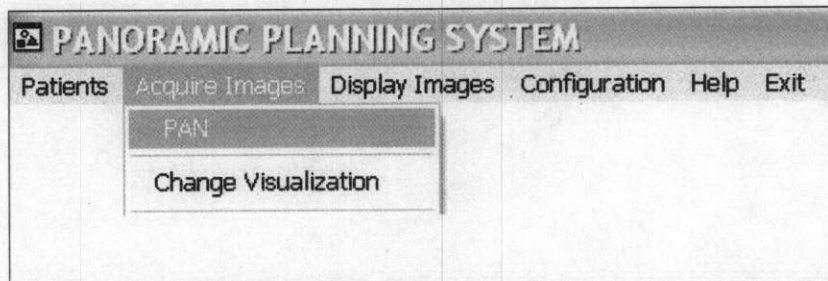 PANORAMIC PLANNING SYSTEM
Patients Acquire Images Display Images Configuration Help Exit
PAN
Change Visualization